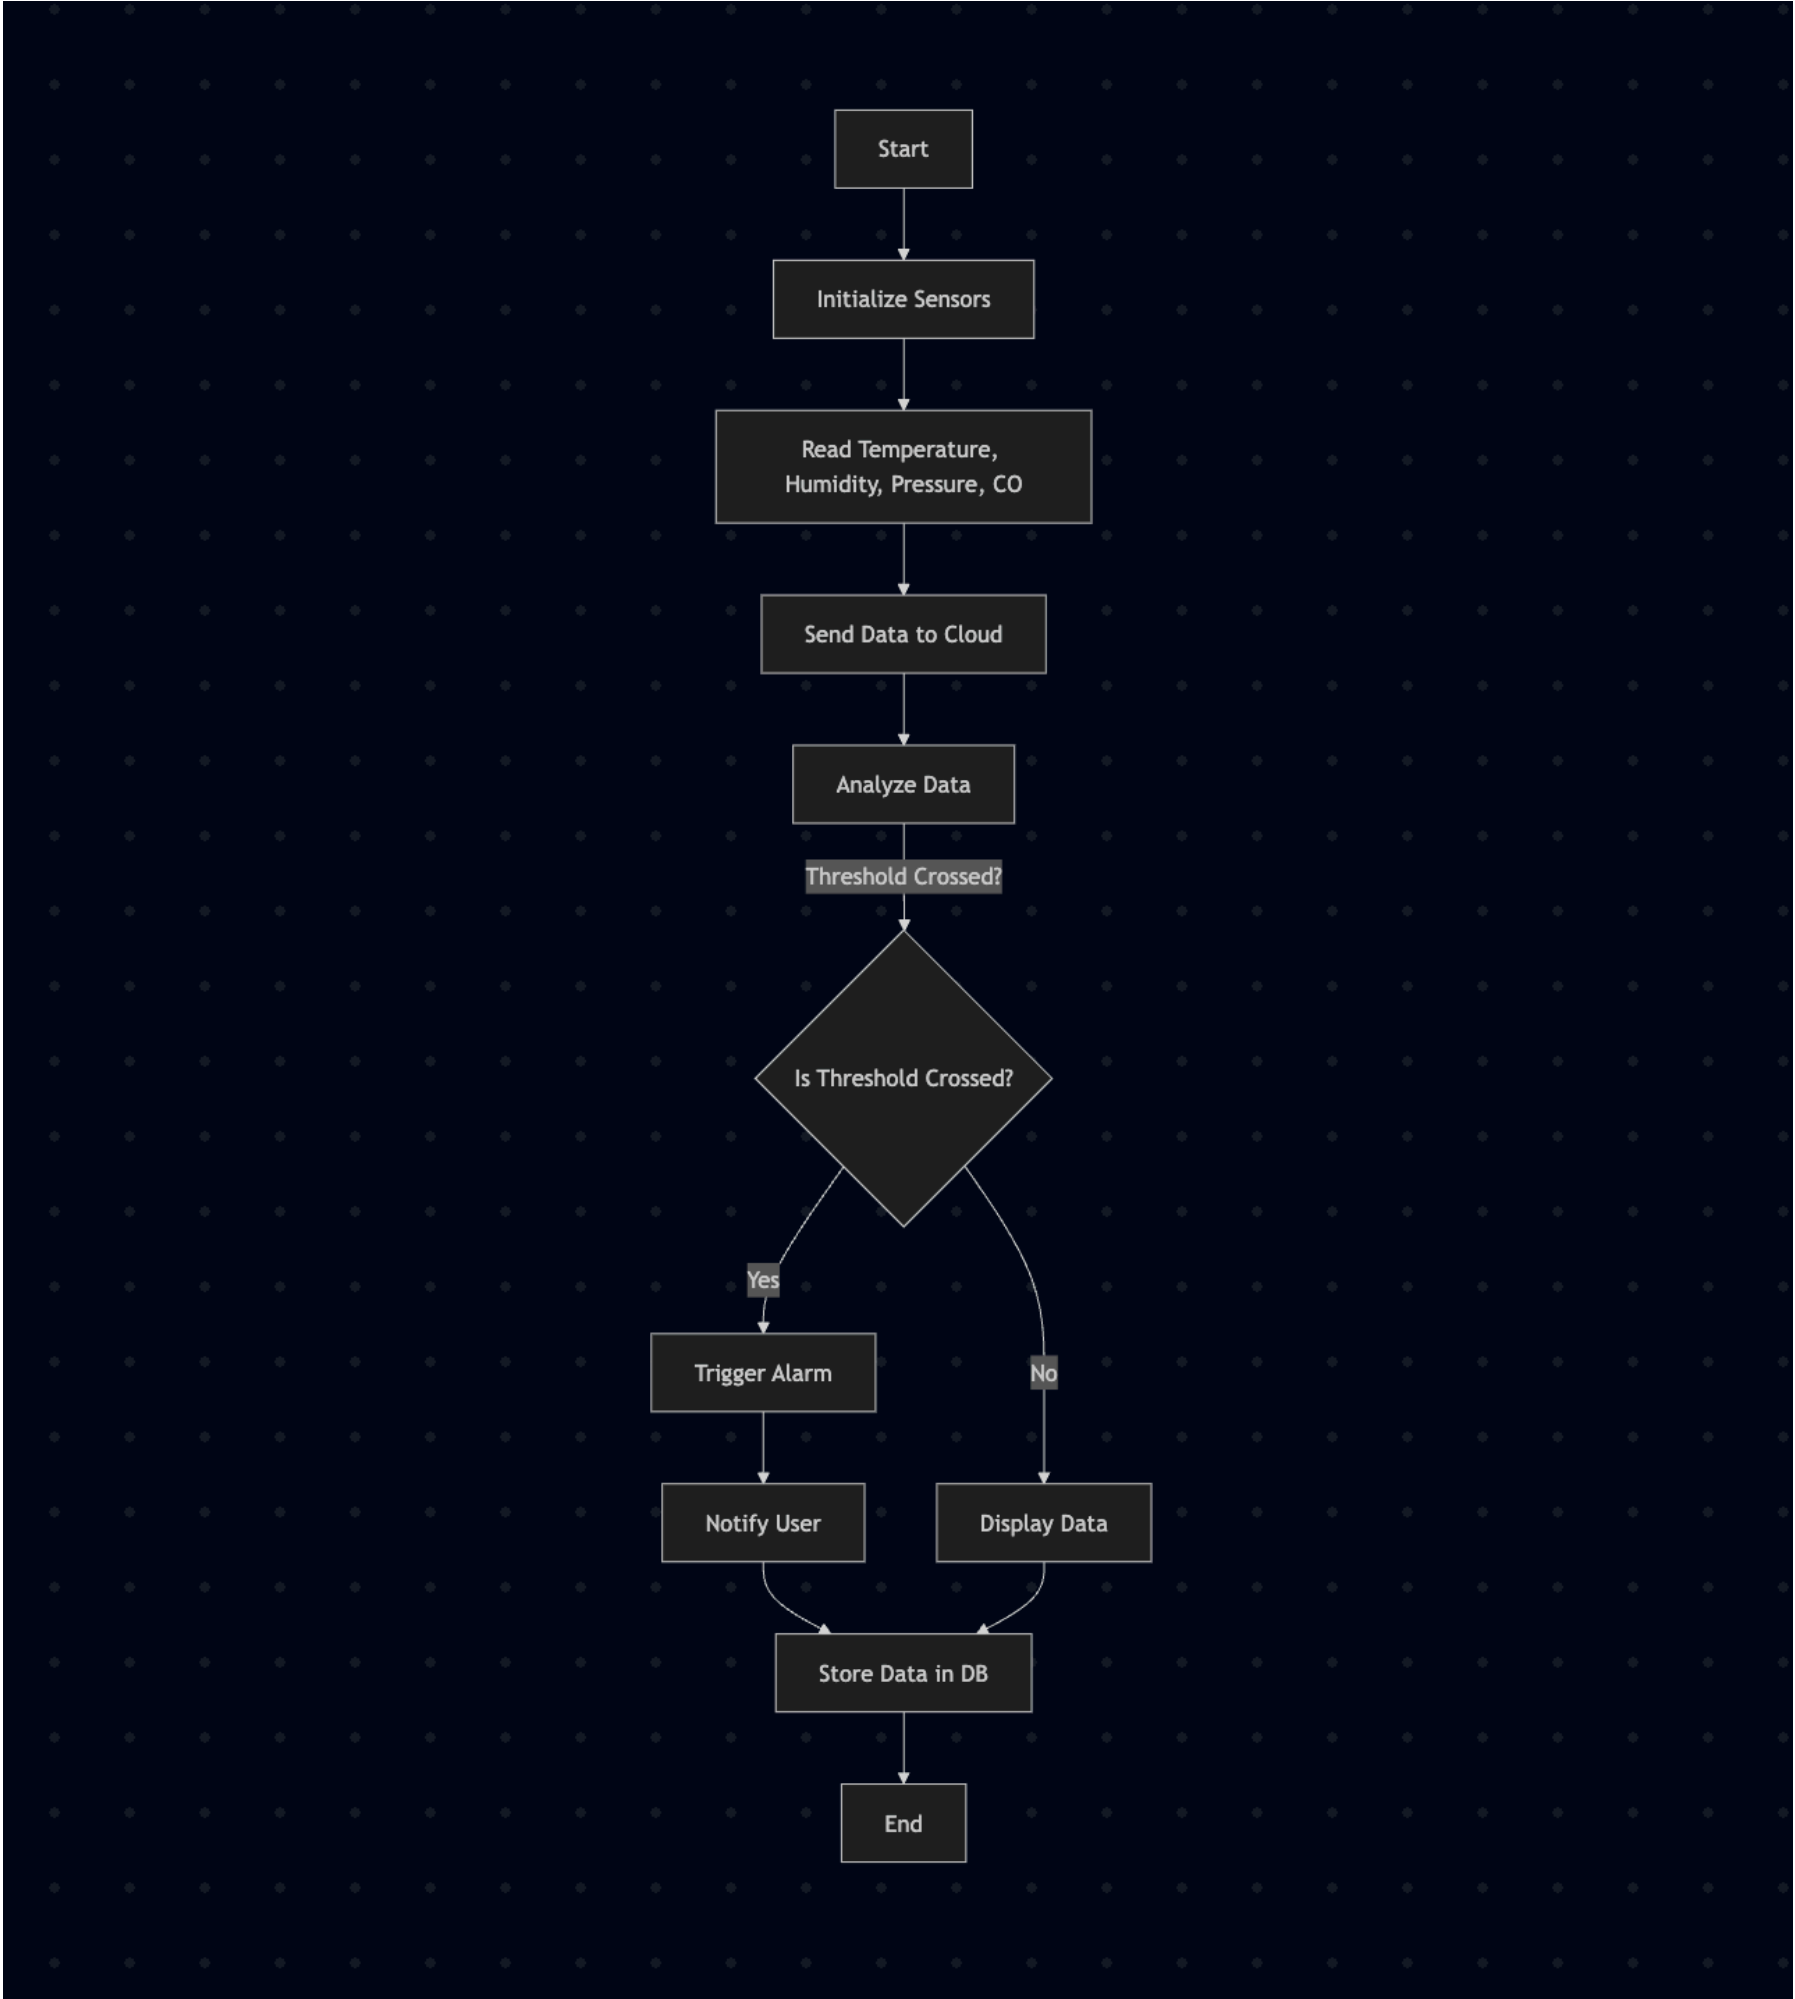 Start
Initialize Sensors
Read Temperature,
Humidity, Pressure, CO
Send Data to Cloud
Analyze Data
Threshold Crossed?
Is Threshold Crossed?
Yes
Trigger Alarm
No
Notify User
Display Data
Store Data in DB
End